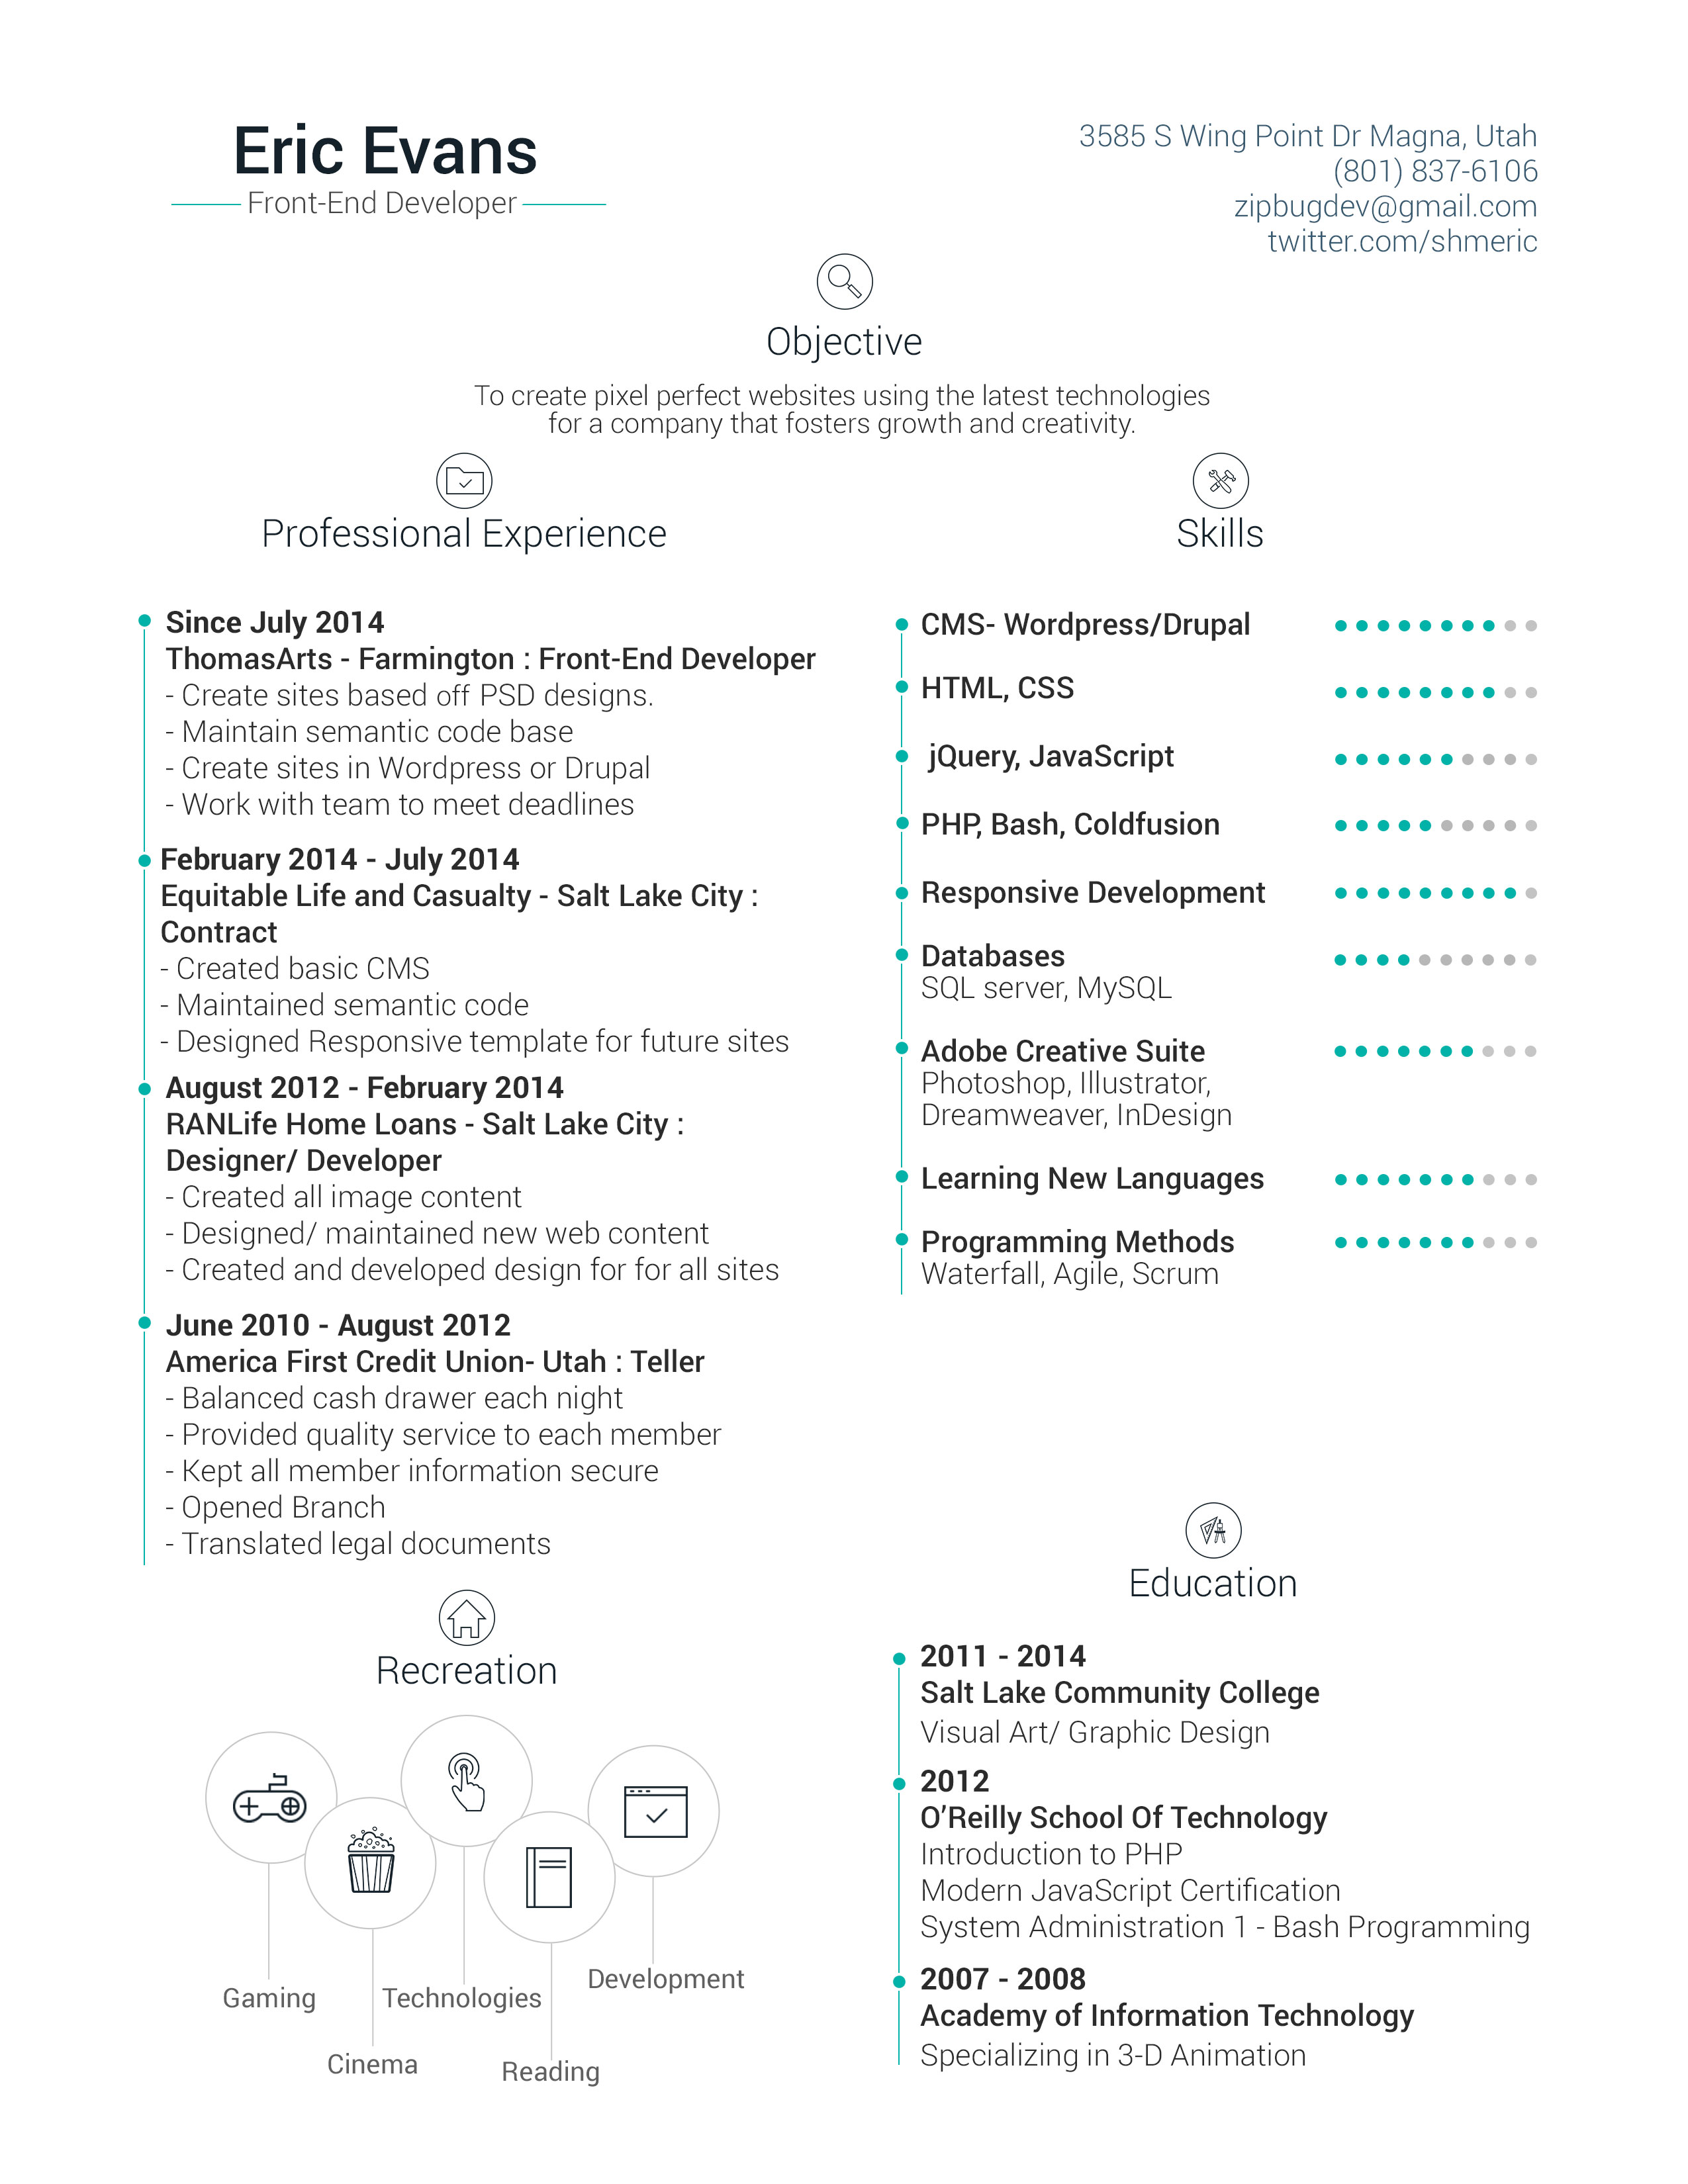 Eric Evans
Front-End Developer
3585 S Wing Point Dr Magna, Utah
(801) 837-6106
zipbugdev@gmail.com
twitter.com/shmeric
Objective
To create pixel perfect websites using the latest technologies
for a company that fosters growth and creativity.
Professional Experience
Since July 2014
ThomasArts - Farmington : Front-End Developer
- Create sites based off PSD designs.
- Maintain semantic code base
- Create sites in Wordpress or Drupal
- Work with team to meet deadlines
February 2014 - July 2014
Equitable Life and Casualty - Salt Lake City :
Contract
- Created basic CMS
- Maintained semantic code
- Designed Responsive template for future sites
August 2012 - February 2014
RANLife Home Loans - Salt Lake City :
Designer/ Developer
- Created all image content
- Designed/ maintained new web content
- Created and developed design for for all sites
June 2010 - August 2012
America First Credit Union- Utah : Teller
- Balanced cash drawer each night
- Provided quality service to each member
- Kept all member information secure
- Opened Branch
- Translated legal documents
Skills
CMS- Wordpress/Drupal
HTML, CSS
jQuery, JavaScript
PHP, Bash, Coldfusion
Responsive Development
Databases
SQL server, MySQL
Adobe Creative Suite
Photoshop, Illustrator,
Dreamweaver, InDesign
Learning New Languages
Programming Methods
Waterfall, Agile, Scrum
Recreation
Gaming
Cinema
Technologies
Reading
Development
Education
2011 - 2014
Salt Lake Community College
Visual Art/ Graphic Design
2012
O’Reilly School Of Technology
Introduction to PHP
Modern JavaScript Certification
System Administration 1 - Bash Programming
2007 - 2008
Academy of Information Technology
Specializing in 3-D Animation